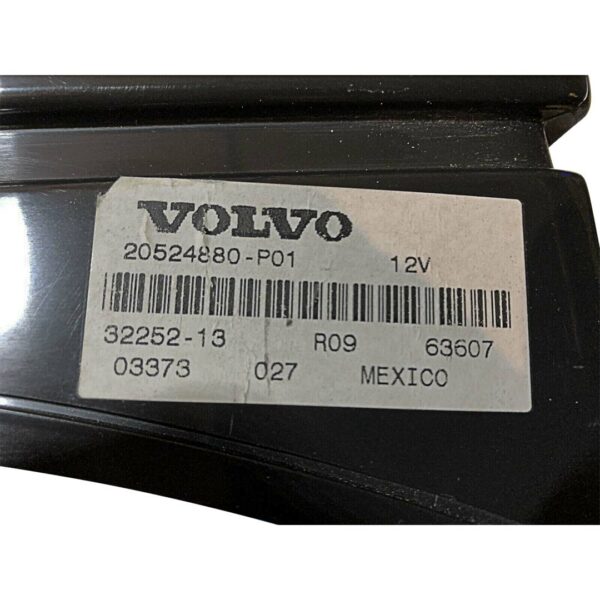 VOLVO
20524880-P01 12V
32252-13 R09 63607
03373 027 MEXICO